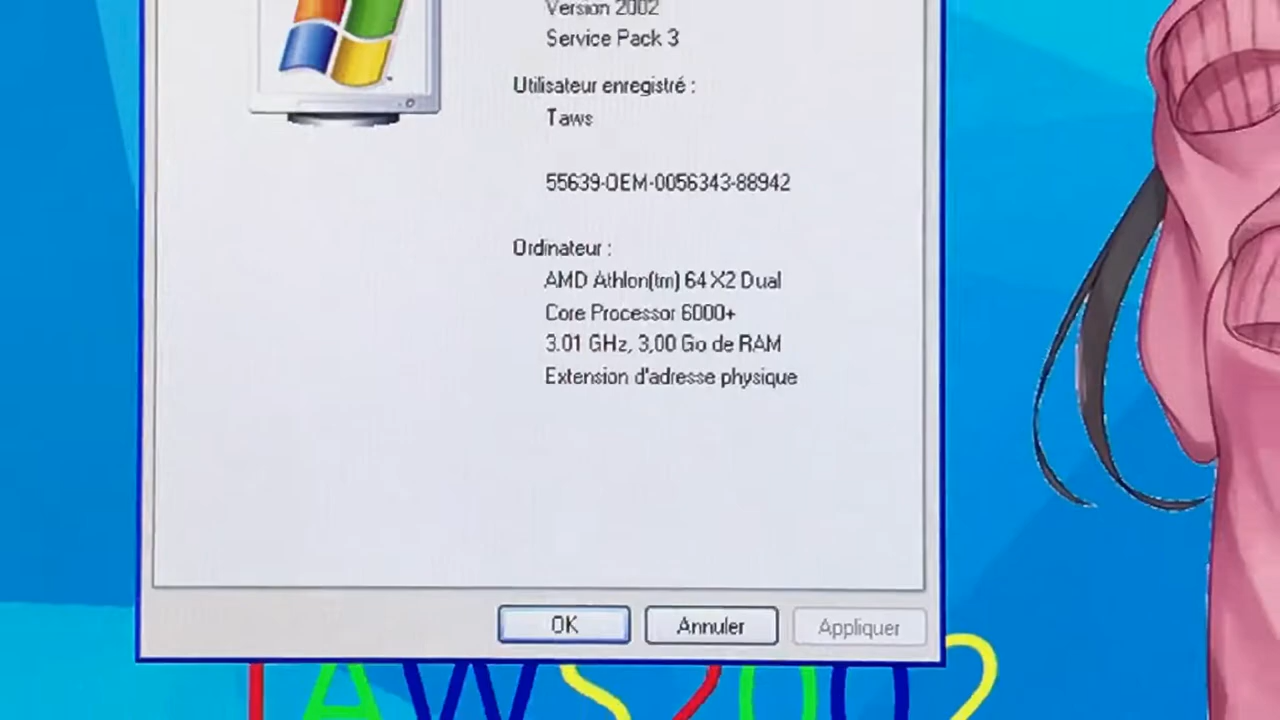 Version 2002
Service Pack 3
Utilisateur enregistré :
Taws
55639-OEM-0056343-88942
Ordinateur :
AMD Athlon(tm) 64 X2 Dual
Core Processor 6000+
3.01 GHz, 3,00 Go de RAM
Extension d'adresse physique
OK
Annuler
Appliquer
TAWS2002